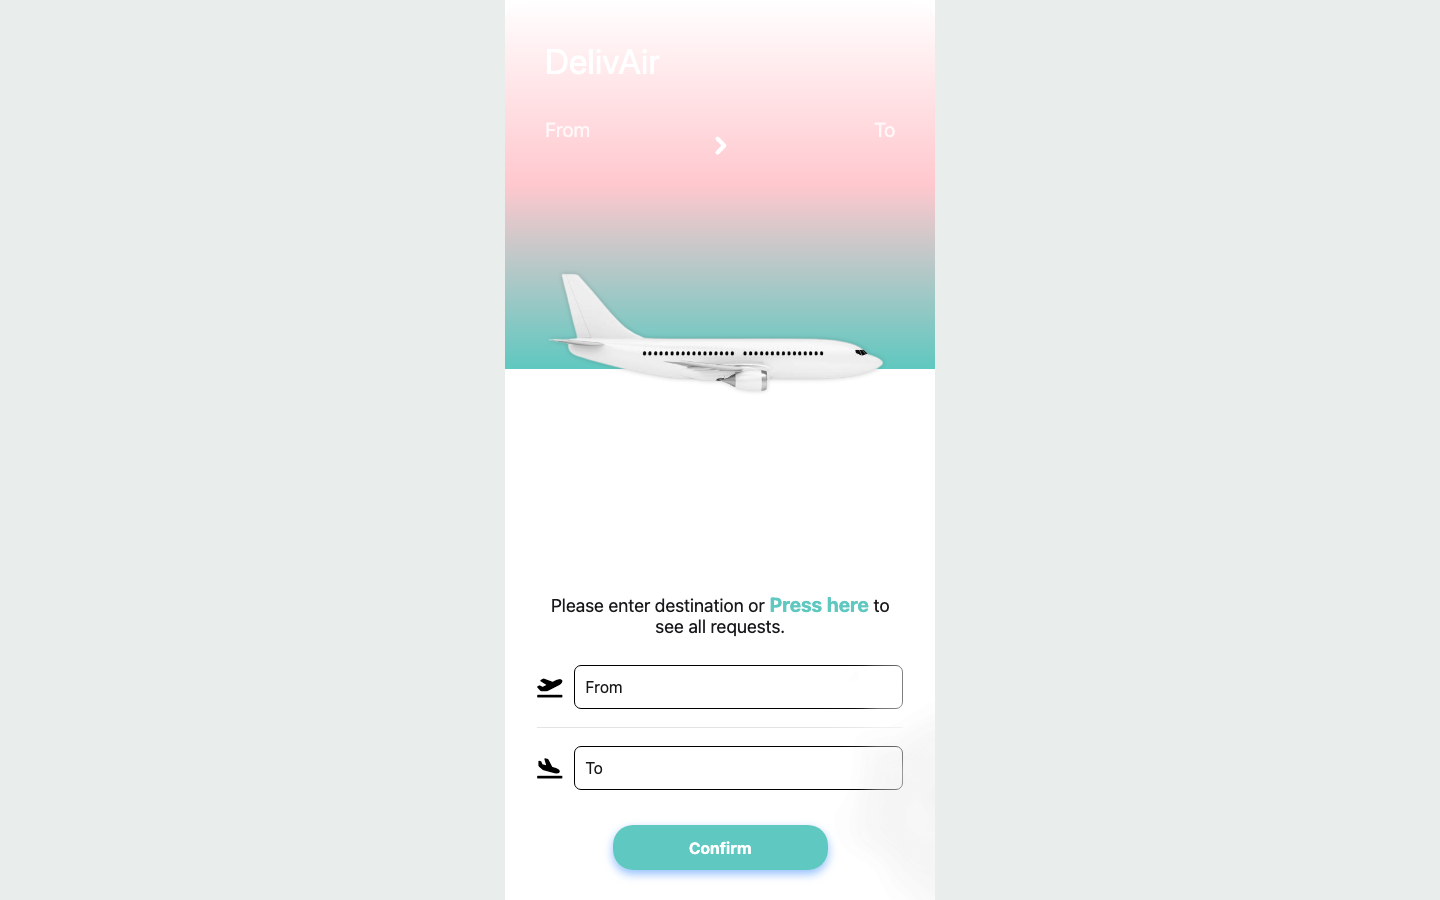 DelivAir
From
To
Please enter destination or Press here to
see all requests.
From
To
Confirm